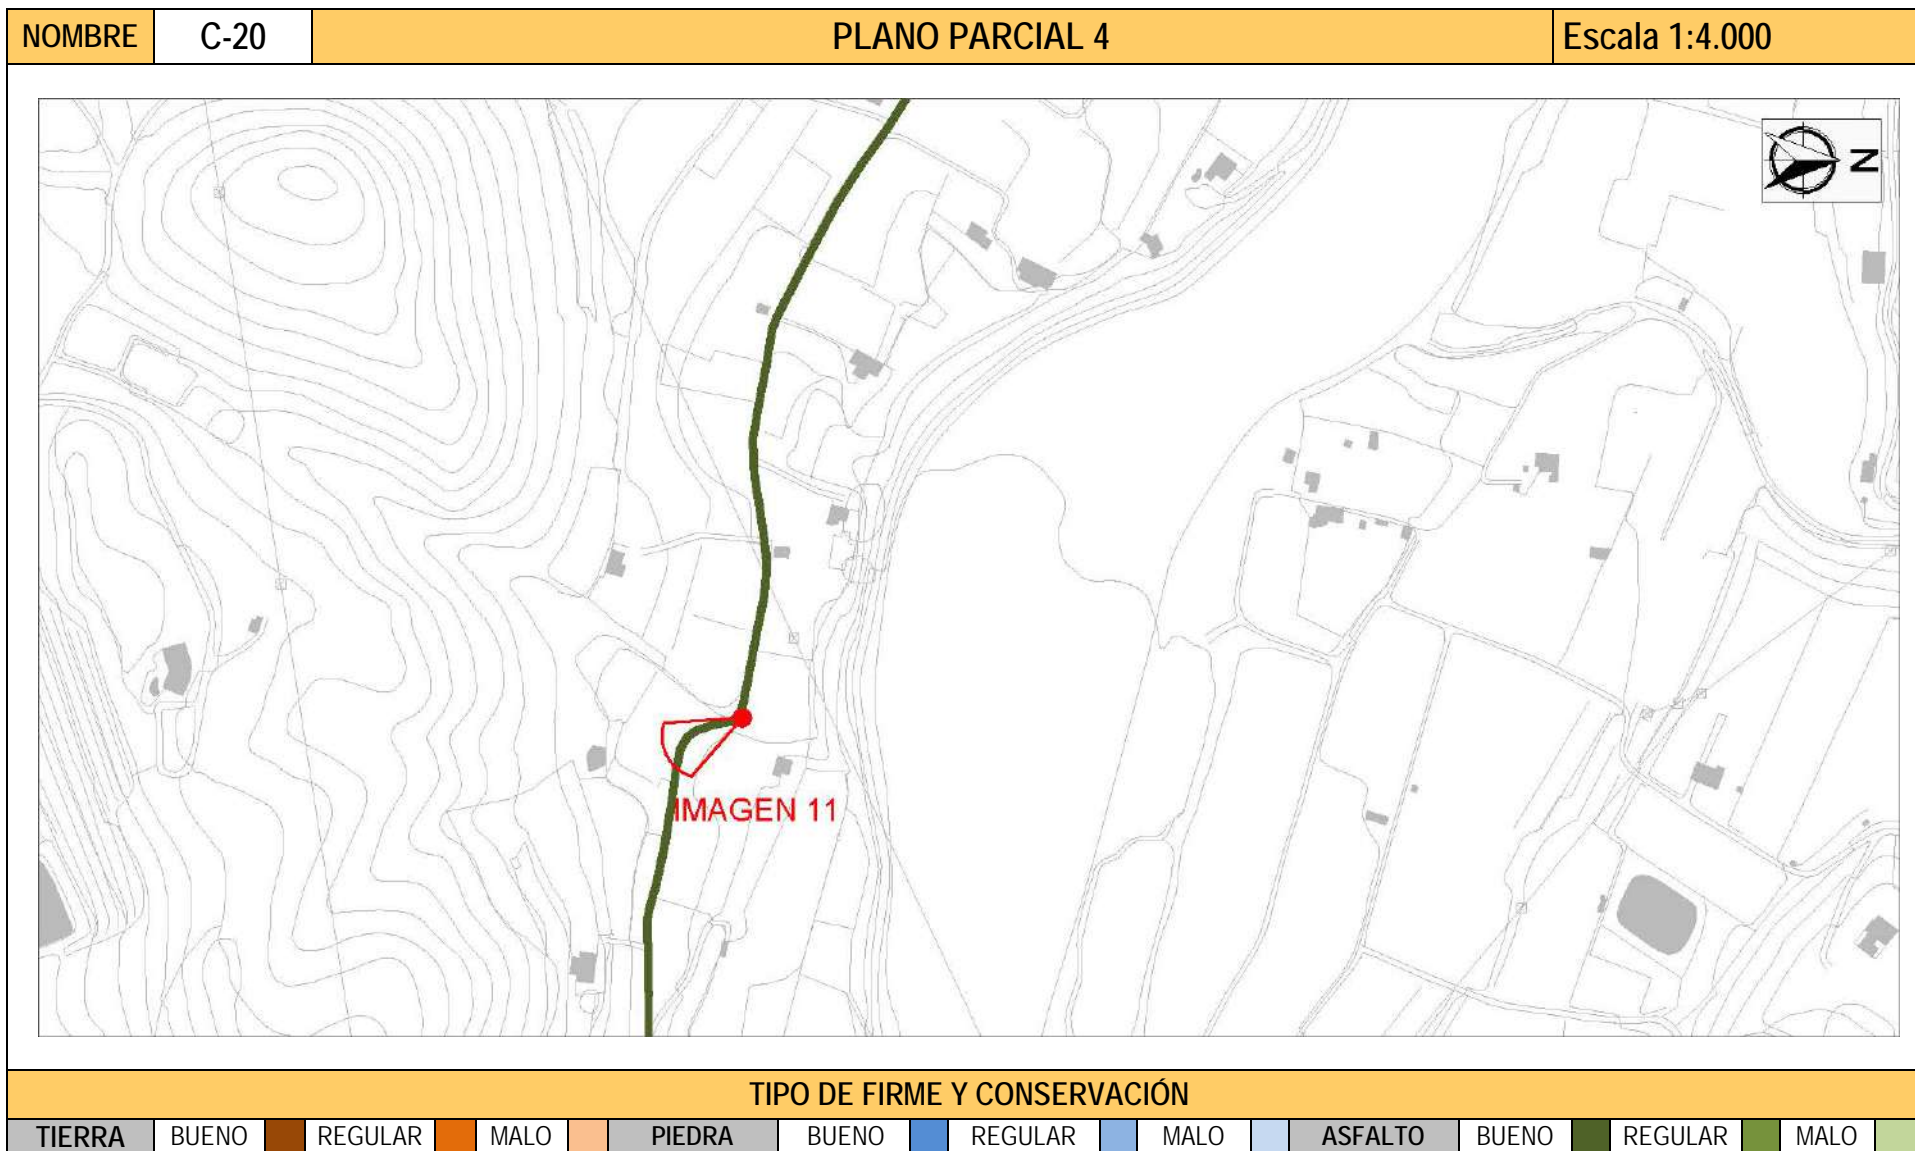 NOMBRE C-20 PLANO PARCIAL 4 Escala 1:4.000
N
IMAGEN 11
TIPO DE FIRME Y CONSERVACIÓN
TIERRA BUENO REGULAR MALO PIEDRA BUENO REGULAR MALO ASFALTO BUENO REGULAR MALO